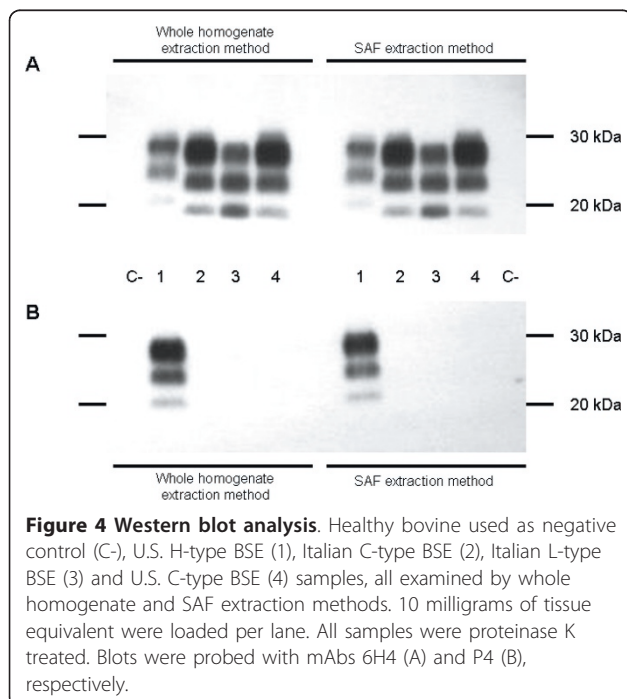 Whole homogenate
extraction method
SAF extraction method
A
30 kDa
20 kDa
C- 1 2 3 4 1 2 3 4 C-
B
30 kDa
20 kDa
Whole homogenate
extraction method
SAF extraction method
Figure 4 Western blot analysis. Healthy bovine used as negative
control (C-), U.S. H-type BSE (1), Italian C-type BSE (2), Italian L-type
BSE (3) and U.S. C-type BSE (4) samples, all examined by whole
homogenate and SAF extraction methods. 10 milligrams of tissue
equivalent were loaded per lane. All samples were proteinase K
treated. Blots were probed with mAbs 6H4 (A) and P4 (B),
respectively.